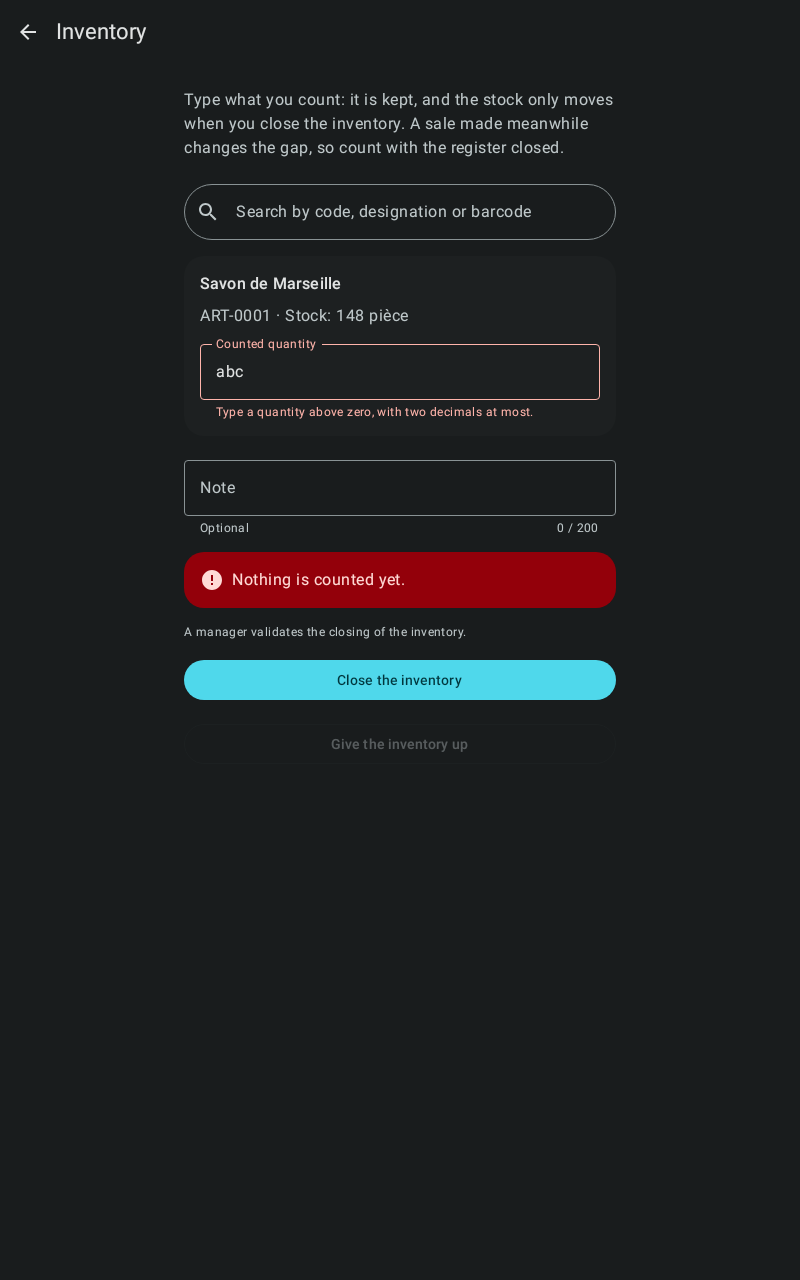 Inventory
Type what you count: it is kept, and the stock only moves
when you close the inventory. A sale made meanwhile
changes the gap, so count with the register closed.
Search by code, designation or barcode
Savon de Marseille
ART-0001 · Stock: 148 pièce
Counted quantity
abc
Type a quantity above zero, with two decimals at most.
Note
Optional
0 / 200
Nothing is counted yet.
A manager validates the closing of the inventory.
Close the inventory
Give the inventory up